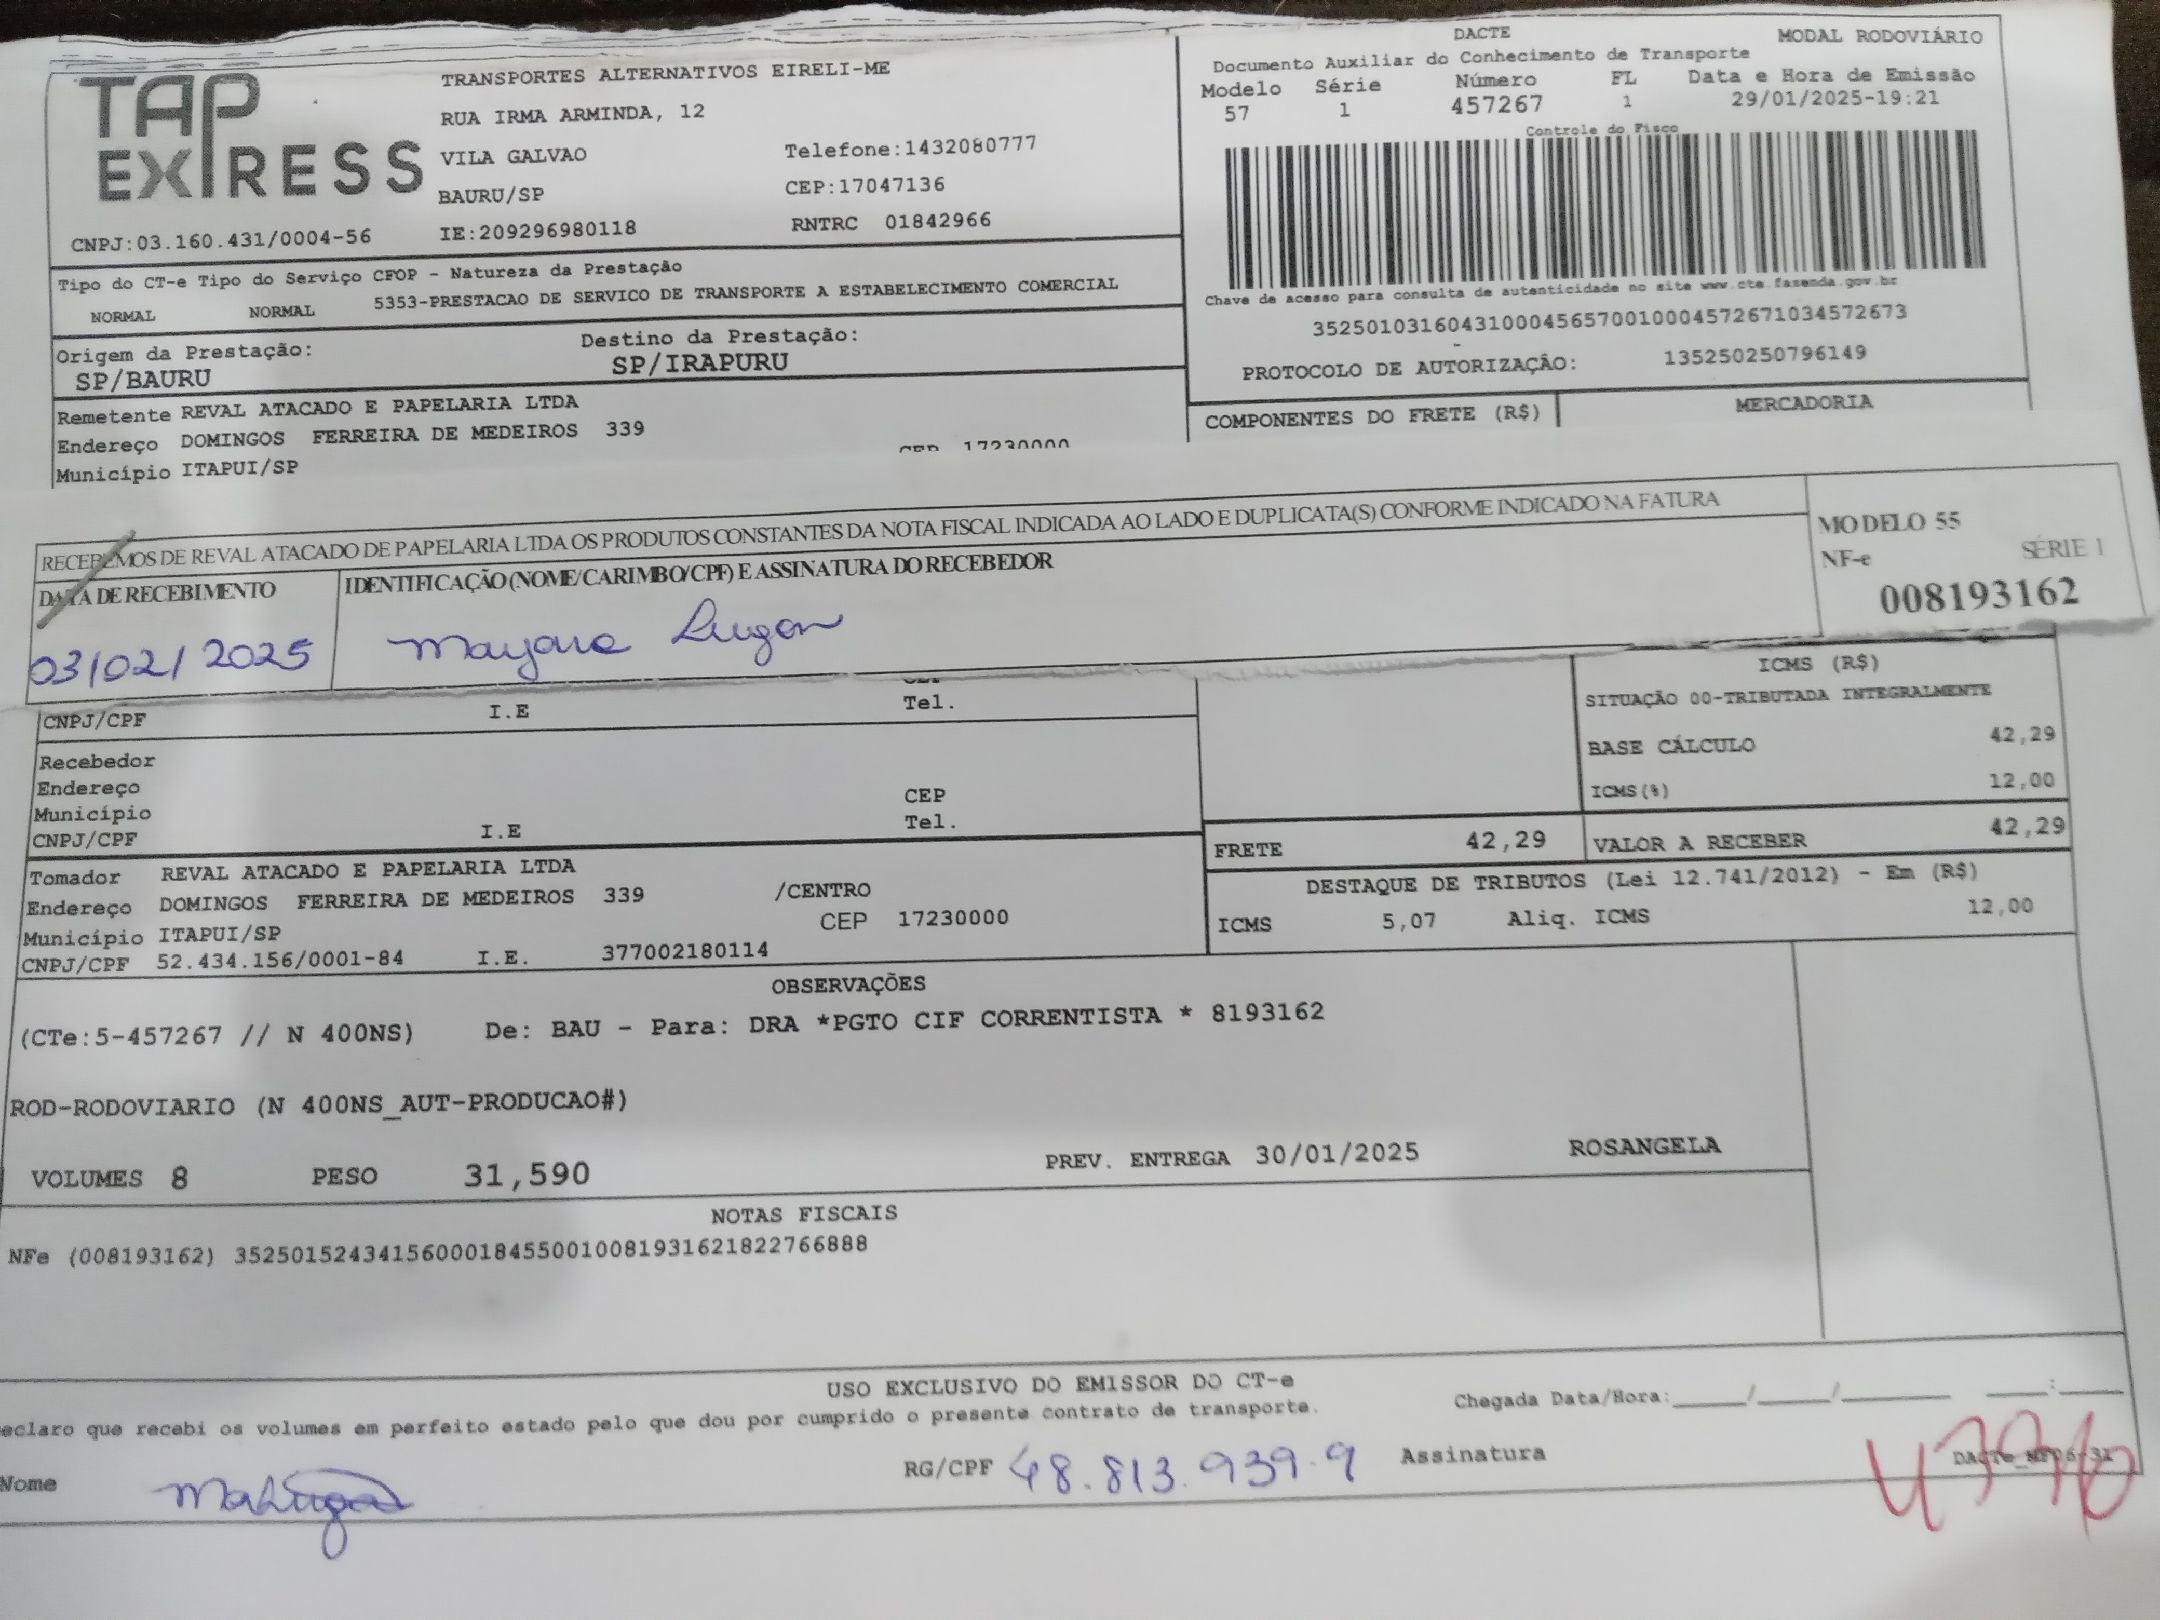 TAP EXPRESS
TRANSPORTES ALTERNATIVOS EIRELI-ME
RUA IRMA ARMINDA, 12
VILA GALVAO Telefone:1432080777
BAURU/SP CEP:17047136
CNPJ:03.160.431/0004-56 IE:209296980118 RNTRC 01842966
DACTE MODAL RODOVIÁRIO
Documento Auxiliar do Conhecimento de Transporte
Modelo Série Número FL Data e Hora de Emissão
57 1 457267 1 29/01/2025-19:21
Controle do Fisco
Chave de acesso para consulta de autenticidade no site www.cte.fazenda.gov.br
35250103160431000456570010004572671034572673
PROTOCOLO DE AUTORIZAÇÃO: 135250250796149
Tipo do CT-e Tipo do Serviço CFOP - Natureza da Prestação
NORMAL NORMAL 5353-PRESTACAO DE SERVICO DE TRANSPORTE A ESTABELECIMENTO COMERCIAL
Origem da Prestação: Destino da Prestação:
SP/BAURU SP/IRAPURU
Remetente REVAL ATACADO E PAPELARIA LTDA
Endereço DOMINGOS FERREIRA DE MEDEIROS 339
Município ITAPUI/SP CEP 17230000
COMPONENTES DO FRETE (R$) MERCADORIA
RECEBEMOS DE REVAL ATACADO DE PAPELARIA LTDA OS PRODUTOS CONSTANTES DA NOTA FISCAL INDICADA AO LADO E DUPLICATA(S) CONFORME INDICADO NA FATURA
DATA DE RECEBIMENTO IDENTIFICAÇÃO (NOME/CARIMBO/CPF) E ASSINATURA DO RECEBEDOR
03/02/2025 Mayara Lugon
MODELO 55
NF-e SÉRIE 1
008193162
CNPJ/CPF I.E Tel.
Recebedor
Endereço
Município CEP
CNPJ/CPF I.E Tel.
ICMS (R$)
SITUAÇÃO 00-TRIBUTADA INTEGRALMENTE
BASE CÁLCULO 42,29
ICMS(%) 12,00
FRETE 42,29 VALOR A RECEBER 42,29
DESTAQUE DE TRIBUTOS (Lei 12.741/2012) - Em (R$)
ICMS 5,07 Aliq. ICMS 12,00
Tomador REVAL ATACADO E PAPELARIA LTDA
Endereço DOMINGOS FERREIRA DE MEDEIROS 339 /CENTRO
Município ITAPUI/SP CEP 17230000
CNPJ/CPF 52.434.156/0001-84 I.E. 377002180114
OBSERVAÇÕES
(CTe:5-457267 // N 400NS) De: BAU - Para: DRA *PGTO CIF CORRENTISTA * 8193162
ROD-RODOVIARIO (N 400NS_AUT-PRODUCAO#)
VOLUMES 8 PESO 31,590 PREV. ENTREGA 30/01/2025 ROSANGELA
NOTAS FISCAIS
NFe (008193162) 35250152434156000184550010081931621822766888
USO EXCLUSIVO DO EMISSOR DO CT-e
eclaro que recebi os volumes em perfeito estado pelo que dou por cumprido o presente contrato de transporte. Chegada Data/Hora:____/____/______ ___:___
Nome RG/CPF 48.813.939.9 Assinatura